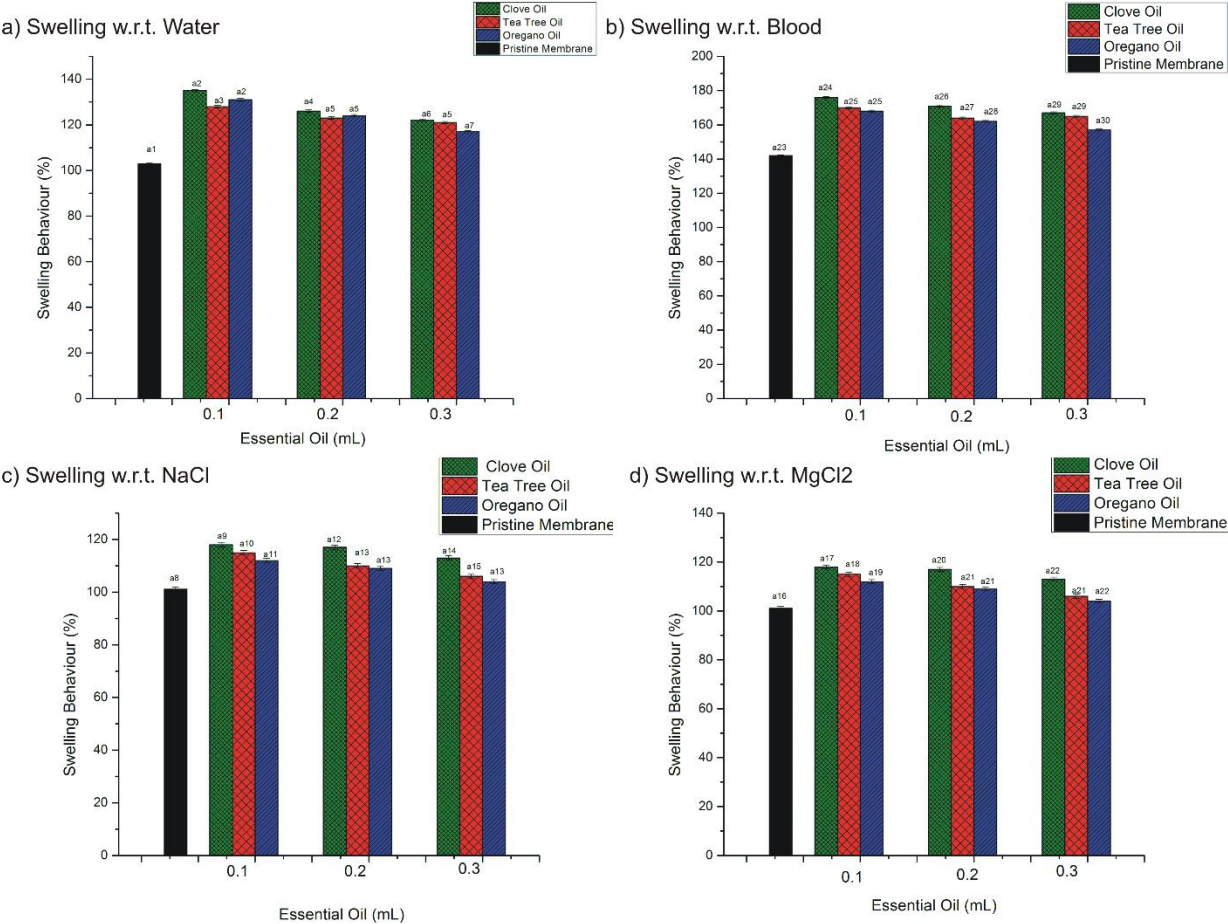 a) Swelling w.r.t. Water
Clove Oil
Tea Tree Oil
Oregano Oil
Pristine Membrane
Swelling Behaviour (%)
140
120
100
80
60
40
20
0
a1
a2
a3
a2
a4
a5
a5
a6
a5
a7
0.1
0.2
0.3
Essential Oil (mL)
b) Swelling w.r.t. Blood
Clove Oil
Tea Tree Oil
Oregano Oil
Pristine Membrane
Swelling Behaviour (%)
200
180
160
140
120
100
80
60
40
20
0
a23
a24
a25
a25
a26
a27
a28
a29
a29
a30
0.1
0.2
0.3
Essential Oil (mL)
c) Swelling w.r.t. NaCl
Clove Oil
Tea Tree Oil
Oregano Oil
Pristine Membrane
Swelling Behaviour (%)
120
100
80
60
40
20
0
a8
a9
a10
a11
a12
a13
a13
a14
a15
a13
0.1
0.2
0.3
Essential Oil (mL)
d) Swelling w.r.t. MgCl2
Clove Oil
Tea Tree Oil
Oregano Oil
Pristine Membrane
Swelling Behaviour (%)
140
120
100
80
60
40
20
0
a16
a17
a18
a19
a20
a21
a21
a22
a21
a22
0.1
0.2
0.3
Essential Oil (mL)